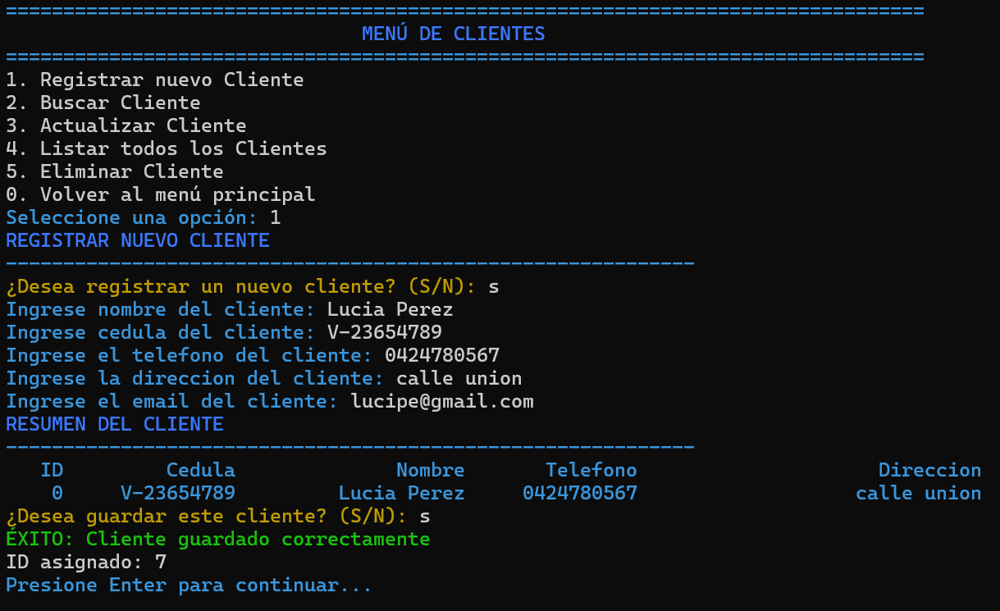 ================================================================================
MENÚ DE CLIENTES
================================================================================
1. Registrar nuevo Cliente
2. Buscar Cliente
3. Actualizar Cliente
4. Listar todos los Clientes
5. Eliminar Cliente
0. Volver al menú principal
Seleccione una opción: 1
REGISTRAR NUEVO CLIENTE
------------------------------------------------------------
¿Desea registrar un nuevo cliente? (S/N): s
Ingrese nombre del cliente: Lucia Perez
Ingrese cedula del cliente: V-23654789
Ingrese el telefono del cliente: 0424780567
Ingrese la direccion del cliente: calle union
Ingrese el email del cliente: lucipe@gmail.com
RESUMEN DEL CLIENTE
------------------------------------------------------------
ID Cedula Nombre Telefono Direccion
0 V-23654789 Lucia Perez 0424780567 calle union
¿Desea guardar este cliente? (S/N): s
ÉXITO: Cliente guardado correctamente
ID asignado: 7
Presione Enter para continuar...